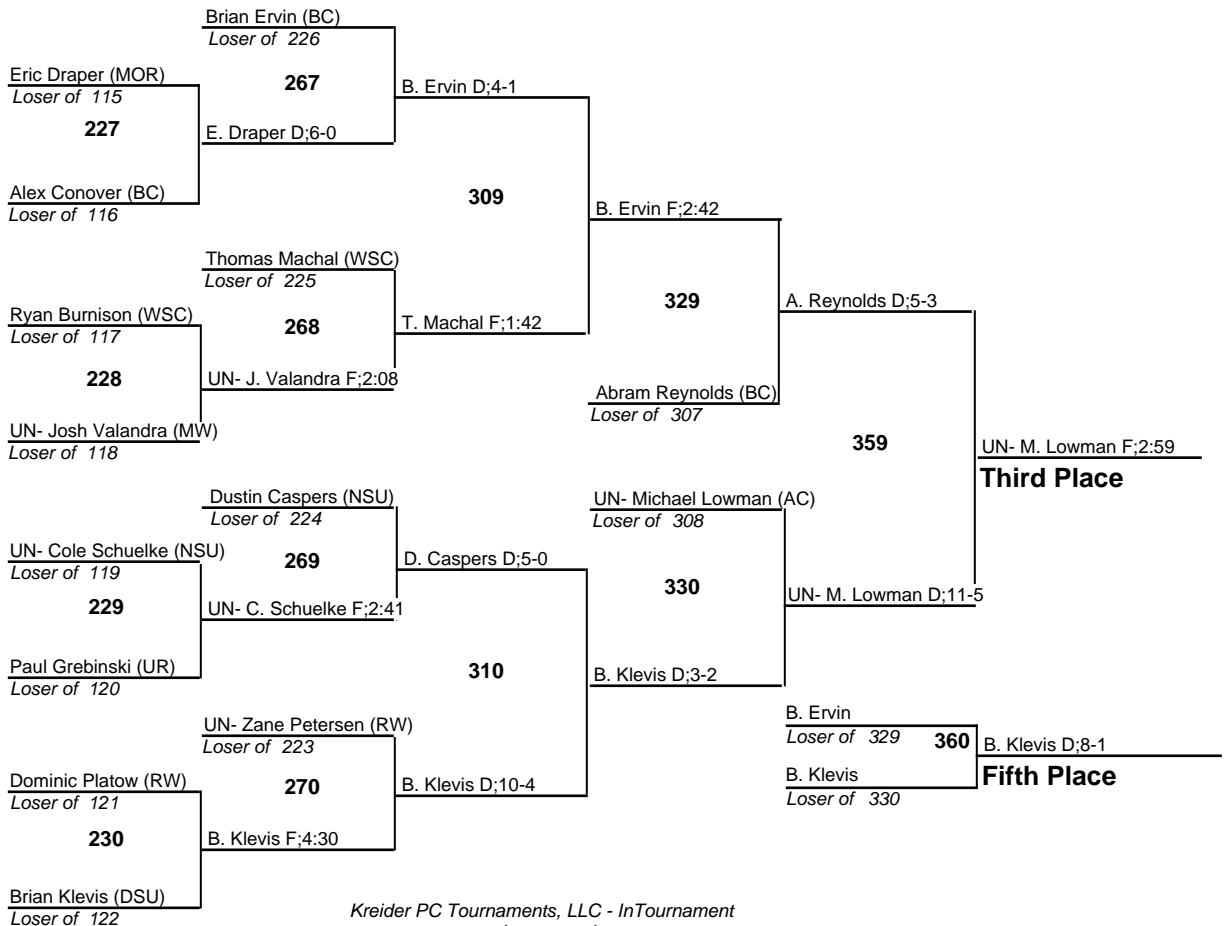 Brian Ervin (BC)
Loser of 226
Eric Draper (MOR)
Loser of 115
267
B. Ervin D;4-1
227
E. Draper D;6-0
Alex Conover (BC)
Loser of 116
309
B. Ervin F;2:42
Thomas Machal (WSC)
Loser of 225
Ryan Burnison (WSC)
Loser of 117
268
T. Machal F;1:42
329
A. Reynolds D;5-3
228
UN- J. Valandra F;2:08
Abram Reynolds (BC)
Loser of 307
UN- Josh Valandra (MW)
Loser of 118
359
UN- M. Lowman F;2:59
Third Place
Dustin Caspers (NSU)
Loser of 224
UN- Michael Lowman (AC)
Loser of 308
UN- Cole Schuelke (NSU)
Loser of 119
269
D. Caspers D;5-0
330
UN- M. Lowman D;11-5
229
UN- C. Schuelke F;2:41
Paul Grebinski (UR)
Loser of 120
310
B. Klevis D;3-2
UN- Zane Petersen (RW)
Loser of 223
B. Ervin
Loser of 329
360
B. Klevis D;8-1
Fifth Place
Dominic Platow (RW)
Loser of 121
270
B. Klevis D;10-4
B. Klevis
Loser of 330
230
B. Klevis F;4:30
Brian Klevis (DSU)
Loser of 122
Kreider PC Tournaments, LLC - InTournament